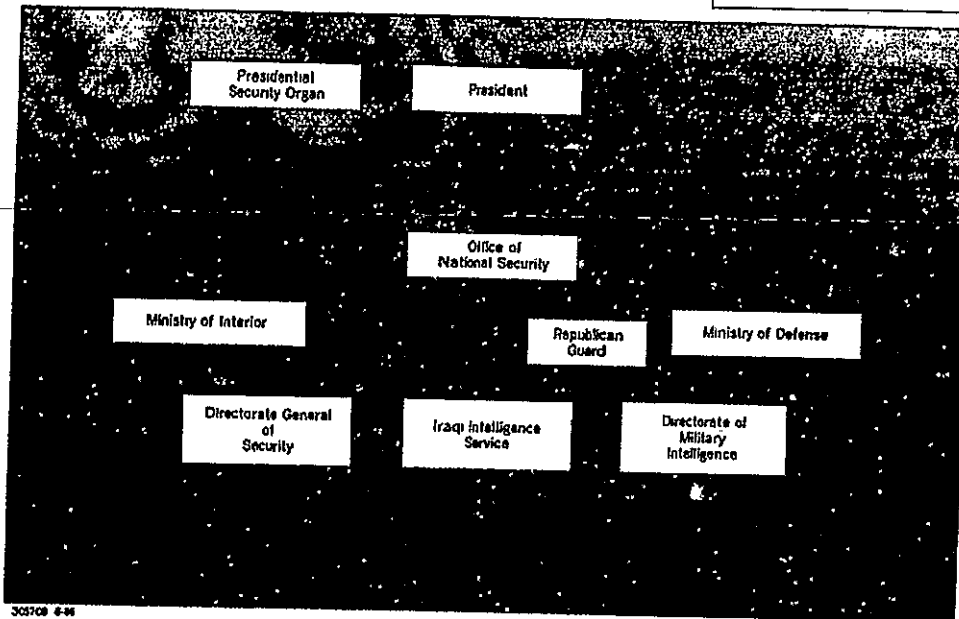 Presidential
Security Organ
President
Office of
National Security
Ministry of Interior
Republican
Guard
Ministry of Defense
Directorate General
of
Security
Iraqi Intelligence
Service
Directorate of
Military
Intelligence